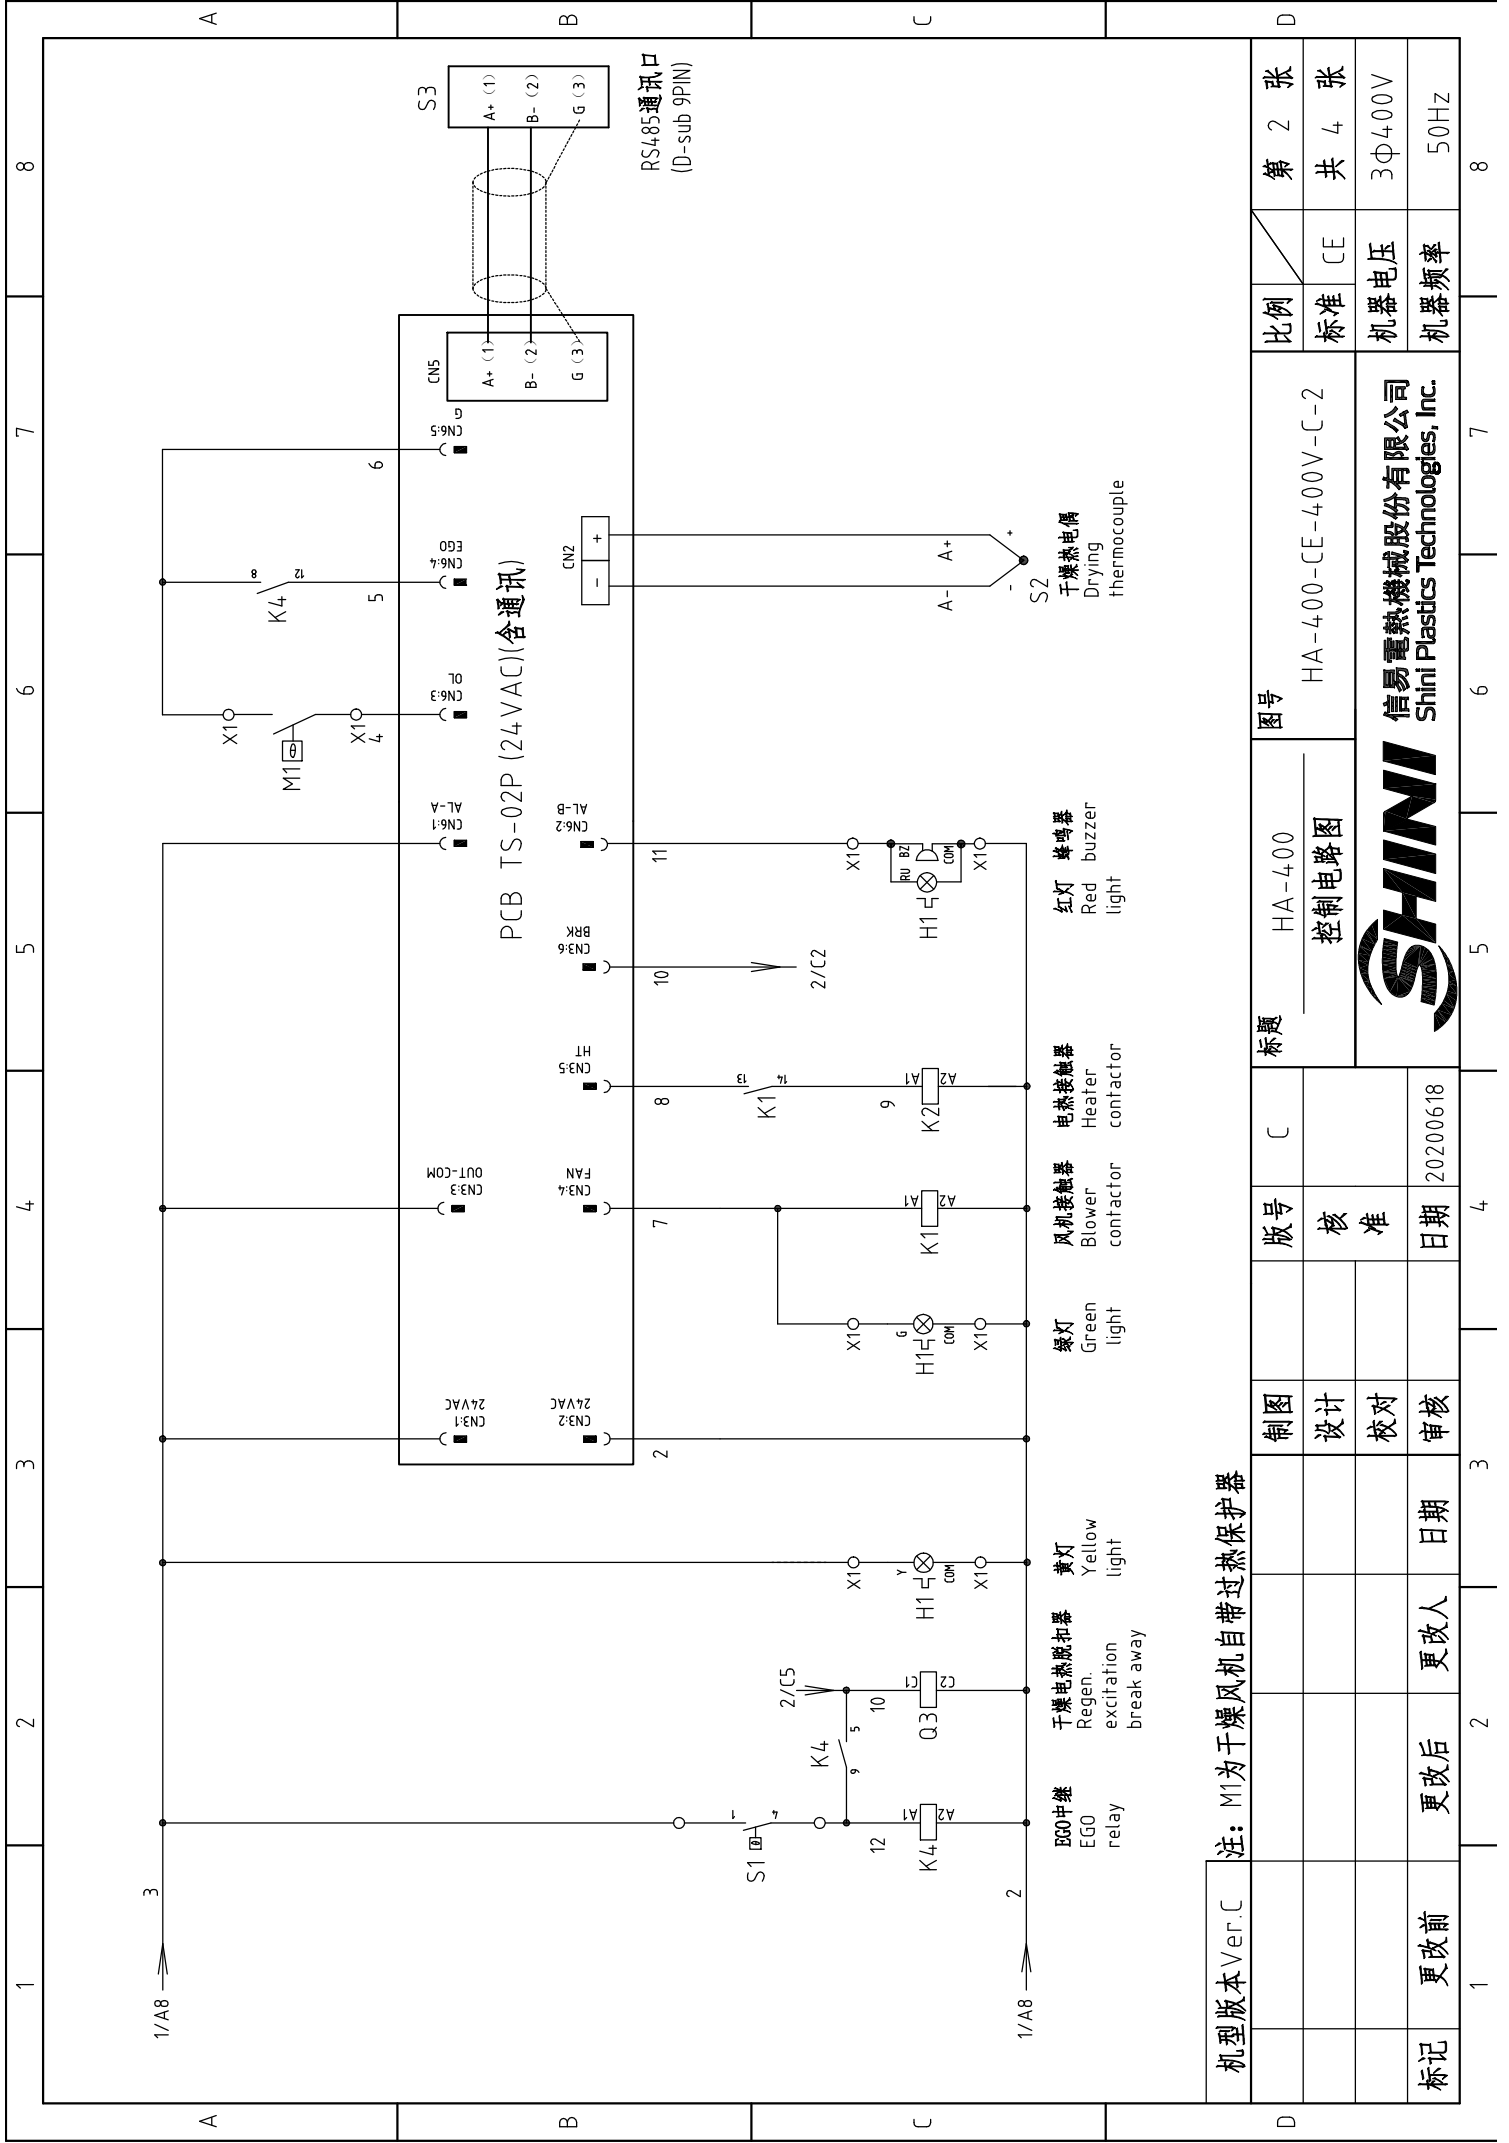 1 2 3 4 5 6 7 8
A
B
C
D
A
B
C
D
1/A8
3
1/A8
2
S1
1
4
12
K4
A1
A2
EGO中继
EGO
relay
K4
9
5
2/C5
10
Q3
C1
C2
干燥电热脱扣器
Regen.
excitation
break away
X1
Y
H1
COM
X1
黄灯
Yellow
light
CN3:1
24VAC
CN3:2
24VAC
2
X1
G
H1
COM
X1
绿灯
Green
light
CN3:3
OUT-COM
CN3:4
FAN
7
K1
A1
A2
风机接触器
Blower
contactor
CN3:5
HT
8
K1
13
14
9
K2
A1
A2
电热接触器
Heater
contactor
CN3:6
BRK
10
2/C2
PCB TS-02P (24VAC)(含通讯)
CN6:1
AL-A
CN6:2
AL-B
11
X1
RU
BZ
H1
COM
X1
红灯
Red
light
蜂鸣器
buzzer
X1
M1
θ
X1
4
CN6:3
OL
K4
8
12
5
CN6:4
EGO
6
CN6:5
G
CN2
- +
A- A+
- +
S2
干燥热电偶
Drying
thermocouple
CN5
A+ (1)
B- (2)
G (3)
S3
A+ (1)
B- (2)
G (3)
RS485通讯口
(D-sub 9PIN)
机型版本Ver.C
注: M1为干燥风机自带过热保护器
标记 更改前 更改后 更改人 日期
制图
设计
校对
审核
版号 C
核准
日期 20200618
标题
HA-400
控制电路图
图号
HA-400-CE-400V-C-2
SHINI
信易電熱機械股份有限公司
Shini Plastics Technologies, Inc.
比例 第 2 张
标准 CE 共 4 张
机器电压 3Φ400V
机器频率 50Hz
1 2 3 4 5 6 7 8